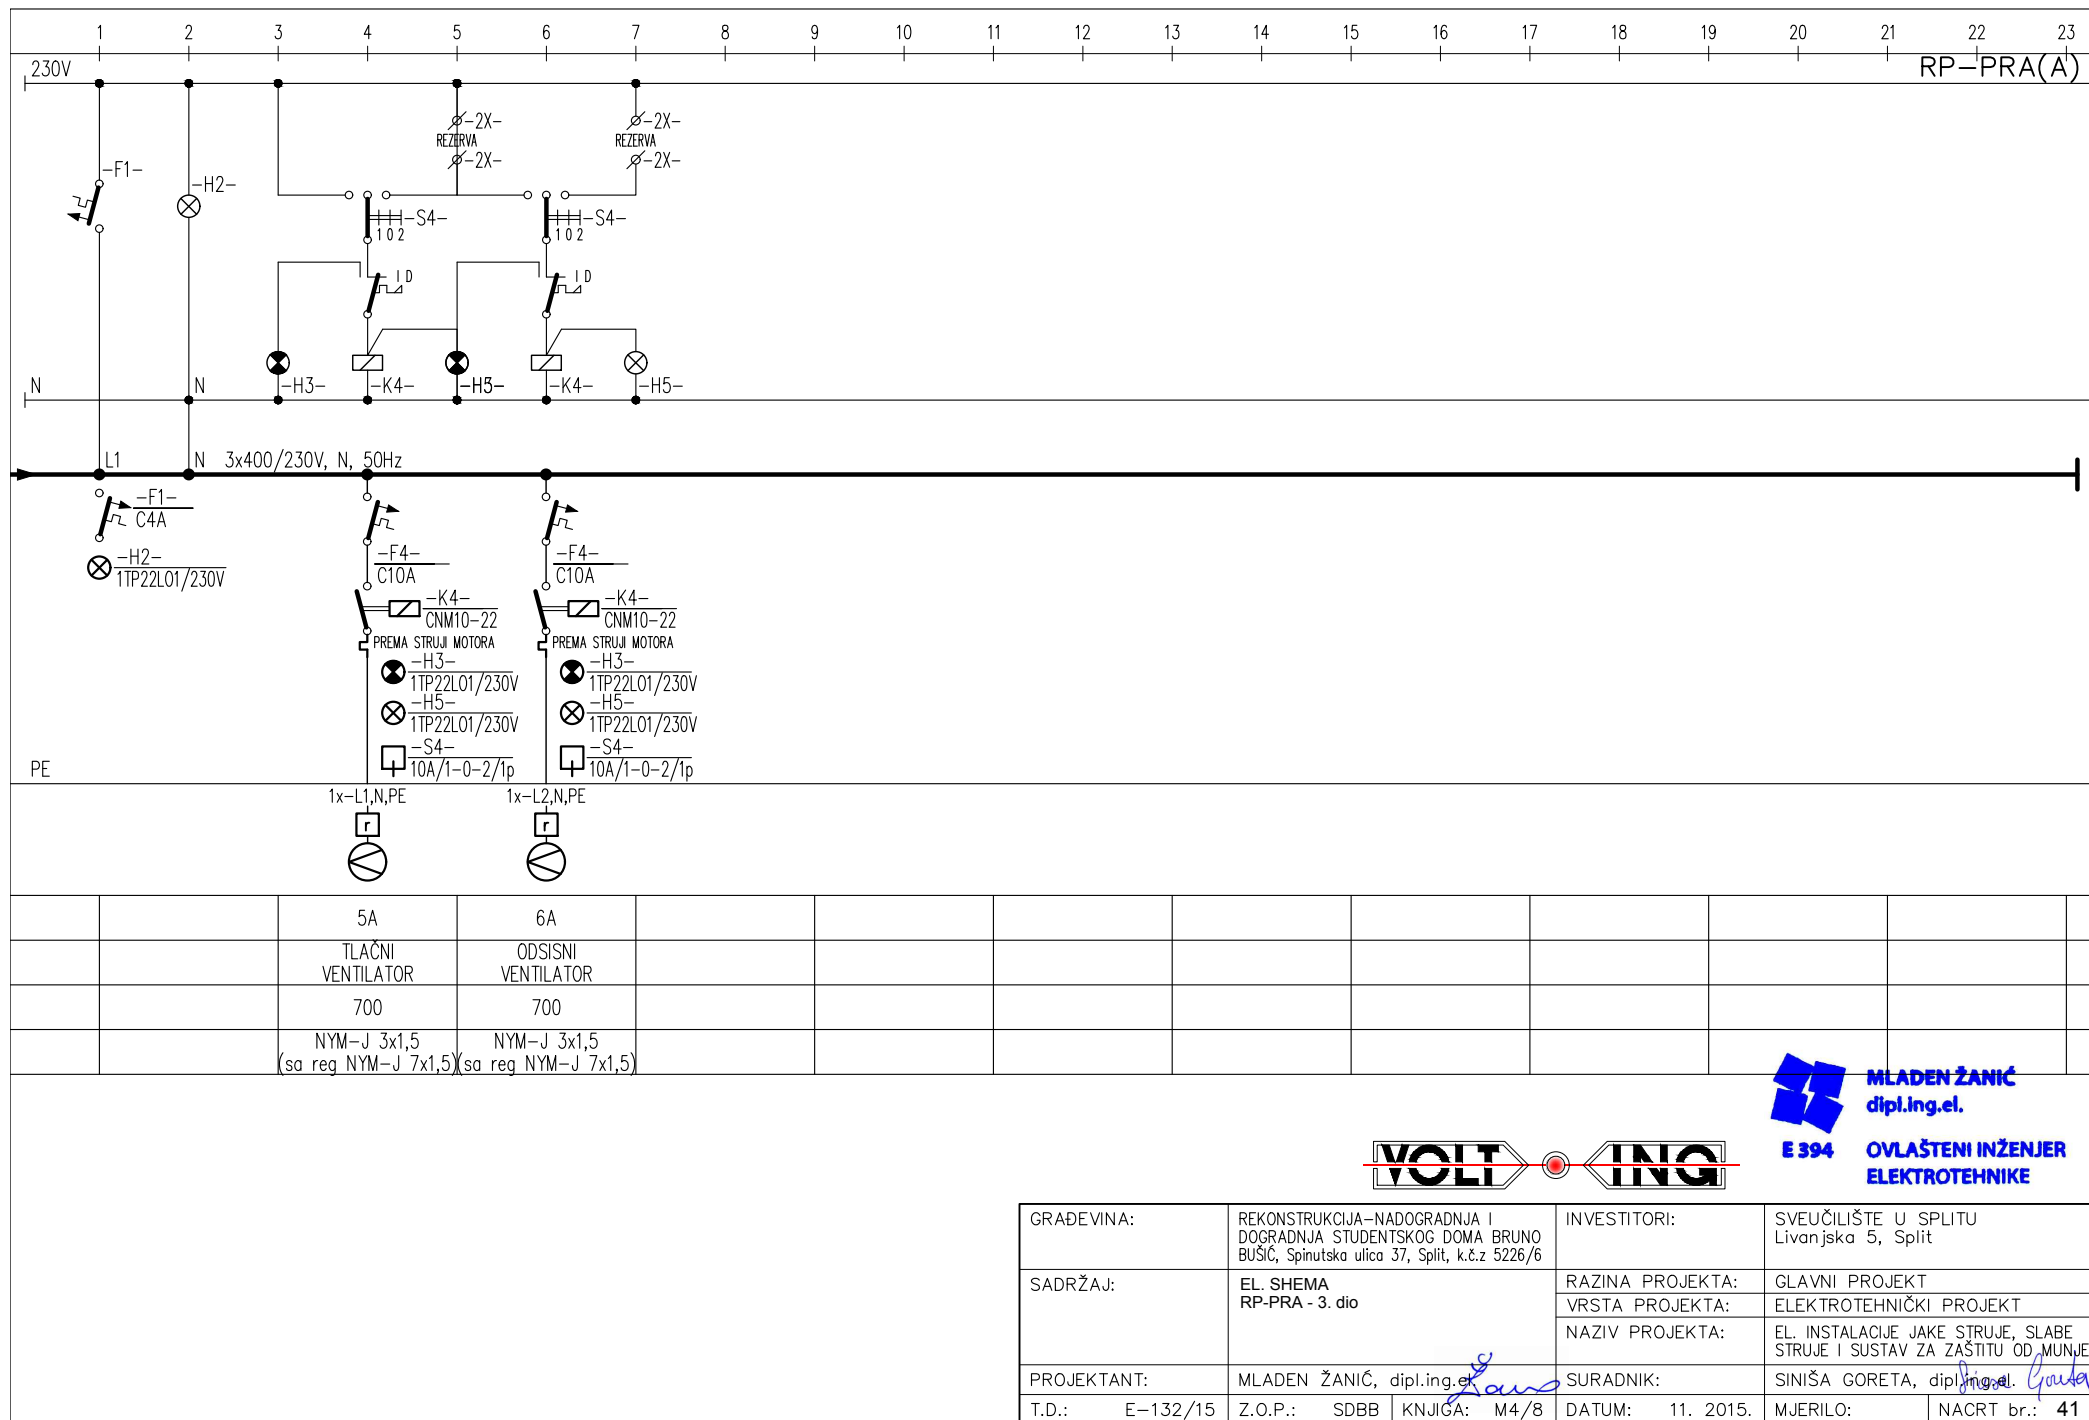 1 2 3 4 5 6 7 8 9 10 11 12 13 14 15 16 17 18 19 20 21 22 23
230V
RP-PRA(A)
-2X- -2X-
REZERVA REZERVA
-2X- -2X-
-F1-
-H2-
-S4- -S4-
1 0 2 1 0 2
I D I D
N N -H3- -K4- -H3- -K4- -H5-
L1 N 3x400/230V, N, 50Hz
-F1-
C4A
-H2-
1TP22L01/230V
-F4- -F4-
C10A C10A
-K4- -K4-
CNM10-22 CNM10-22
PREMA STRUJI MOTORA PREMA STRUJI MOTORA
-H3- -H3-
1TP22L01/230V 1TP22L01/230V
-H5- -H5-
1TP22L01/230V 1TP22L01/230V
-S4- -S4-
10A/1-0-2/1p 10A/1-0-2/1p
PE
1x-L1,N,PE 1x-L2,N,PE
r r
5A 6A
TLAČNI ODSISNI
VENTILATOR VENTILATOR
700 700
NYM-J 3x1,5 NYM-J 3x1,5
(sa reg NYM-J 7x1,5) (sa reg NYM-J 7x1,5)
MLADEN ŽANIĆ
dipl.ing.el.
E 394 OVLAŠTENI INŽENJER
ELEKTROTEHNIKE
VOLT ING
GRAĐEVINA: REKONSTRUKCIJA-NADOGRADNJA I
DOGRADNJA STUDENTSKOG DOMA BRUNO
BUŠIĆ, Spinutska ulica 37, Split, k.č.z 5226/6
INVESTITORI: SVEUČILIŠTE U SPLITU
Livanjska 5, Split
SADRŽAJ: EL. SHEMA
RP-PRA - 3. dio
RAZINA PROJEKTA: GLAVNI PROJEKT
VRSTA PROJEKTA: ELEKTROTEHNIČKI PROJEKT
NAZIV PROJEKTA: EL. INSTALACIJE JAKE STRUJE, SLABE
STRUJE I SUSTAV ZA ZAŠTITU OD MUNJE
PROJEKTANT: MLADEN ŽANIĆ, dipl.ing.el. SURADNIK: SINIŠA GORETA, dipl.ing.el.
T.D.: E-132/15 Z.O.P.: SDBB KNJIGA: M4/8 DATUM: 11. 2015. MJERILO: NACRT br.: 41